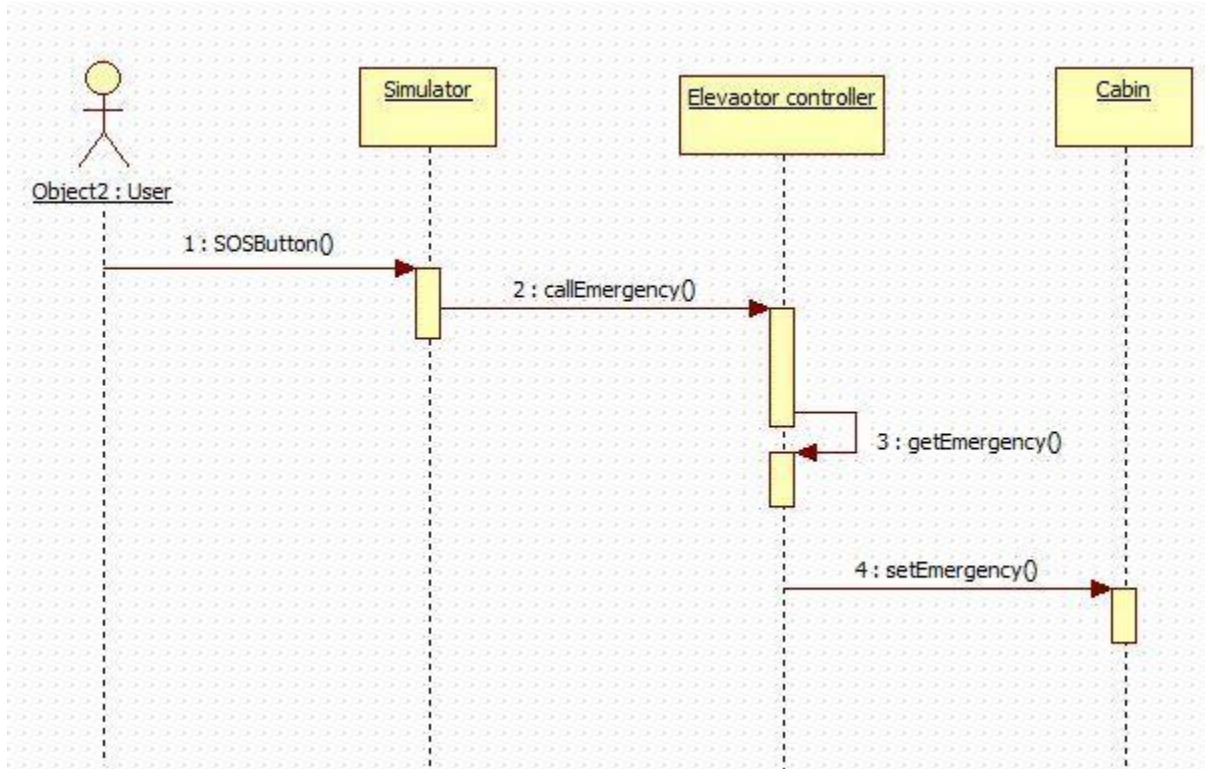 Simulator
Elevaotor controller
Cabin
Object2 : User
1 : SOSButton()
2 : callEmergency()
3 : getEmergency()
4 : setEmergency()